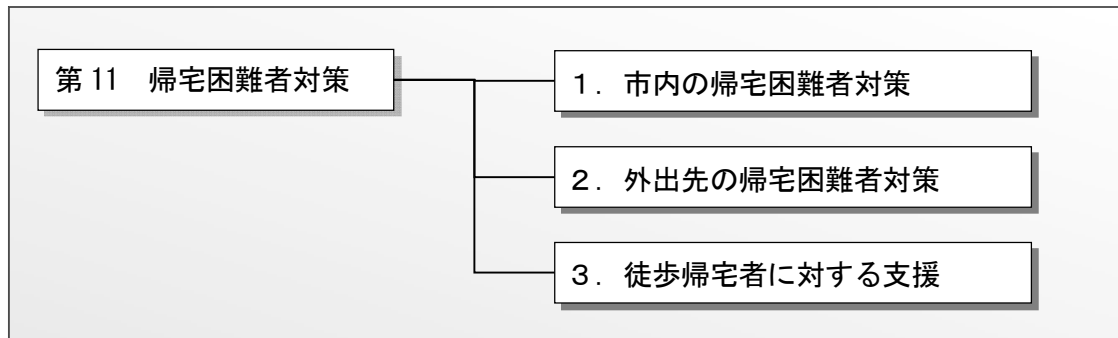 第 11　帰宅困難者対策
１．市内の帰宅困難者対策
２．外出先の帰宅困難者対策
３．徒歩帰宅者に対する支援